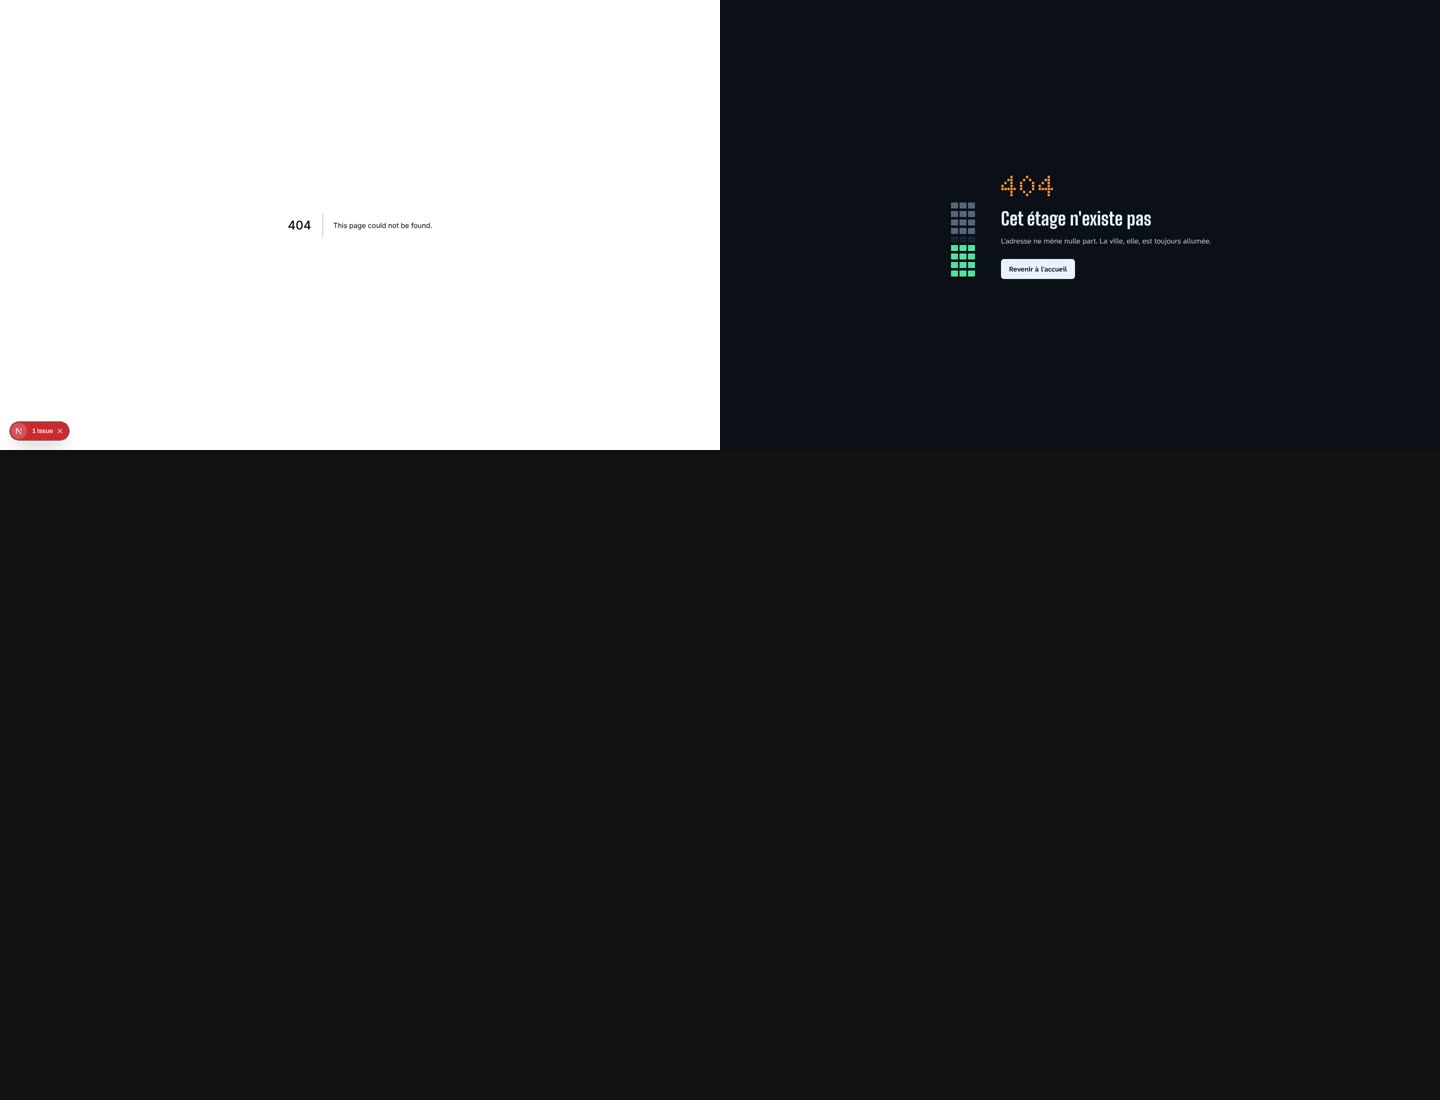 404
This page could not be found.
N
1 Issue
404
Cet étage n'existe pas
L'adresse ne mène nulle part. La ville, elle, est toujours allumée.
Revenir à l'accueil